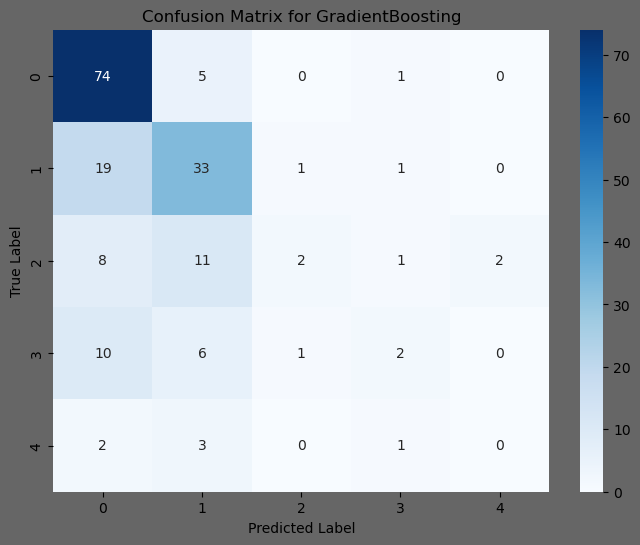 Confusion Matrix for GradientBoosting
True Label
0 74 5 0 1 0
1 19 33 1 1 0
2 8 11 2 1 2
3 10 6 1 2 0
4 2 3 0 1 0
0 1 2 3 4
Predicted Label
70
60
50
40
30
20
10
0